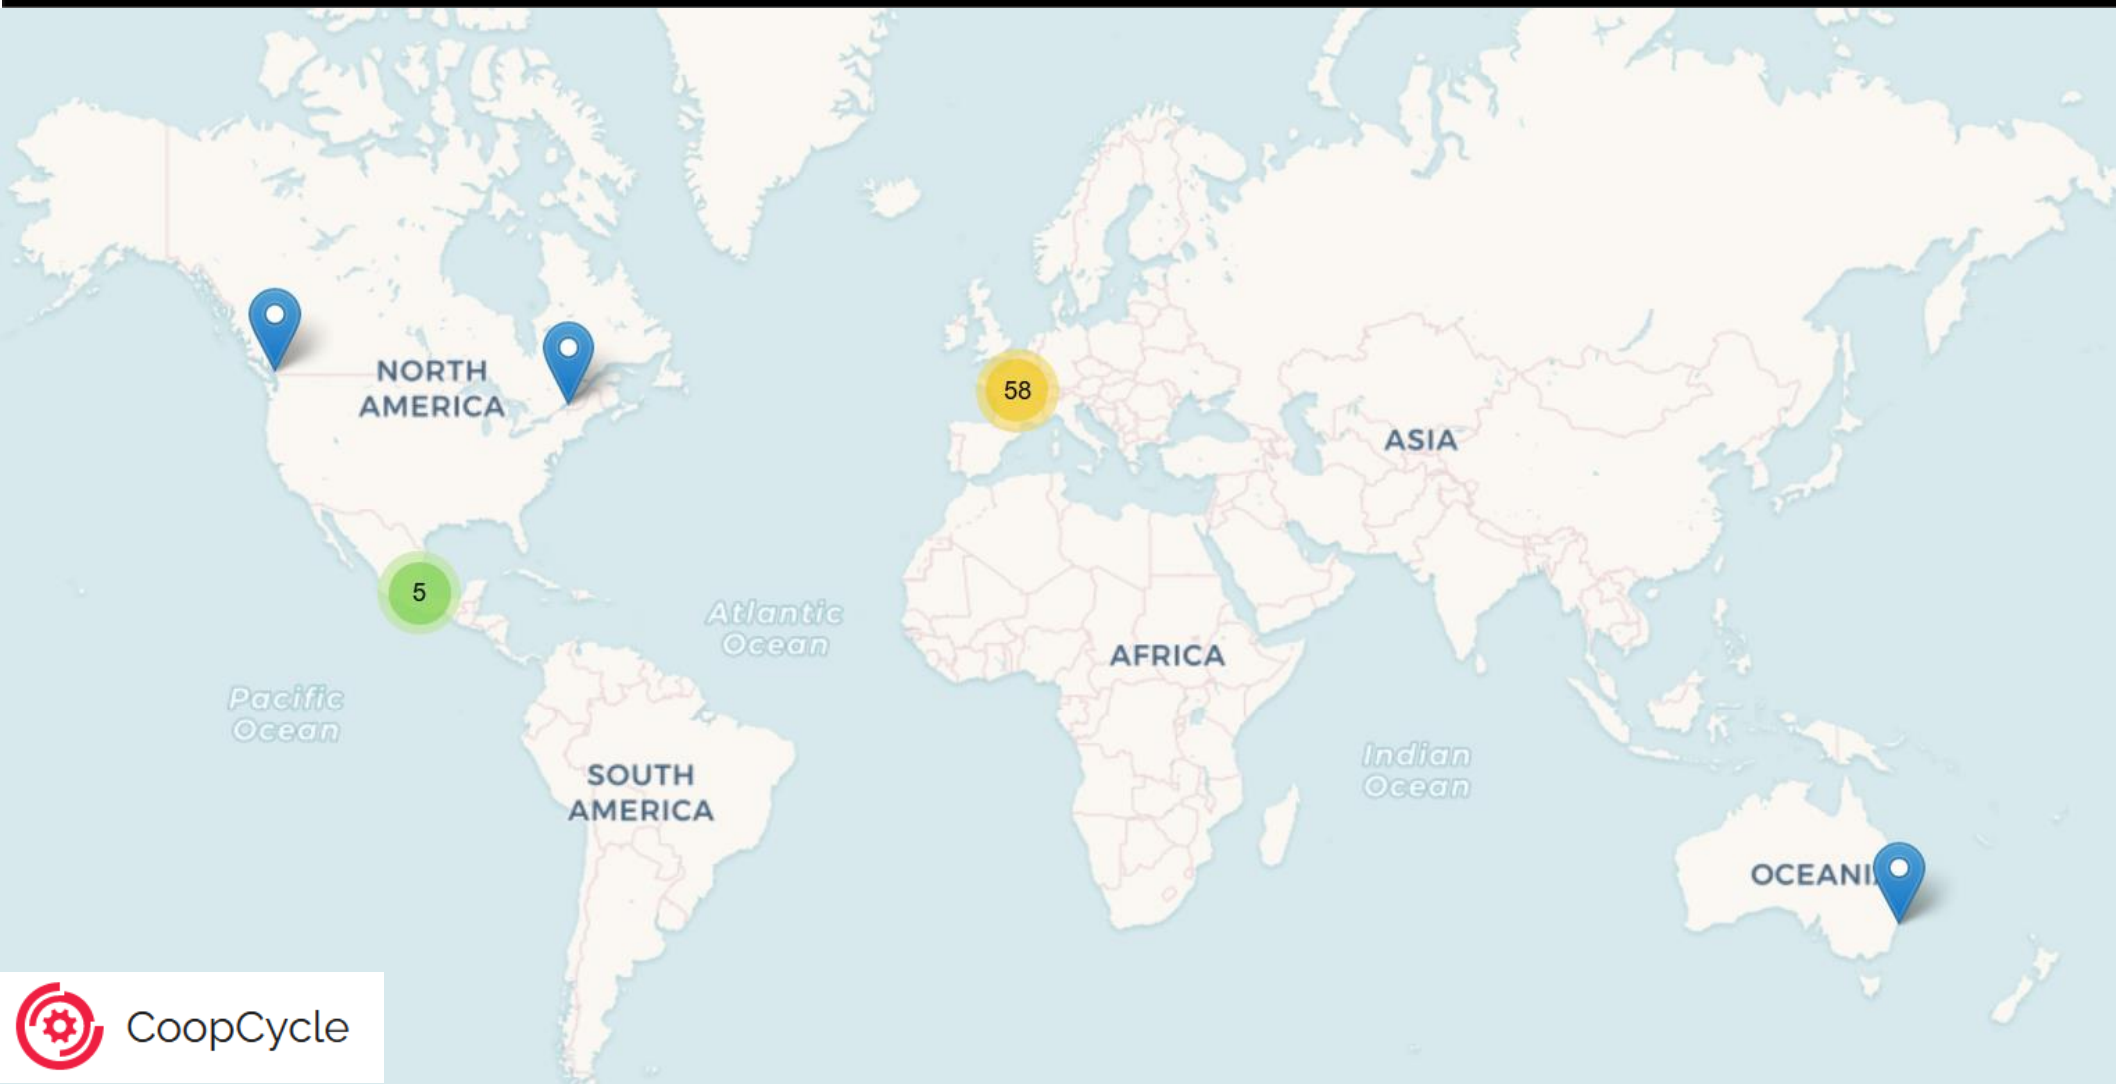 NORTH
AMERICA
58
ASIA
5
Atlantic
Ocean
AFRICA
Pacific
Ocean
Indian
Ocean
SOUTH
AMERICA
OCEANI
CoopCycle